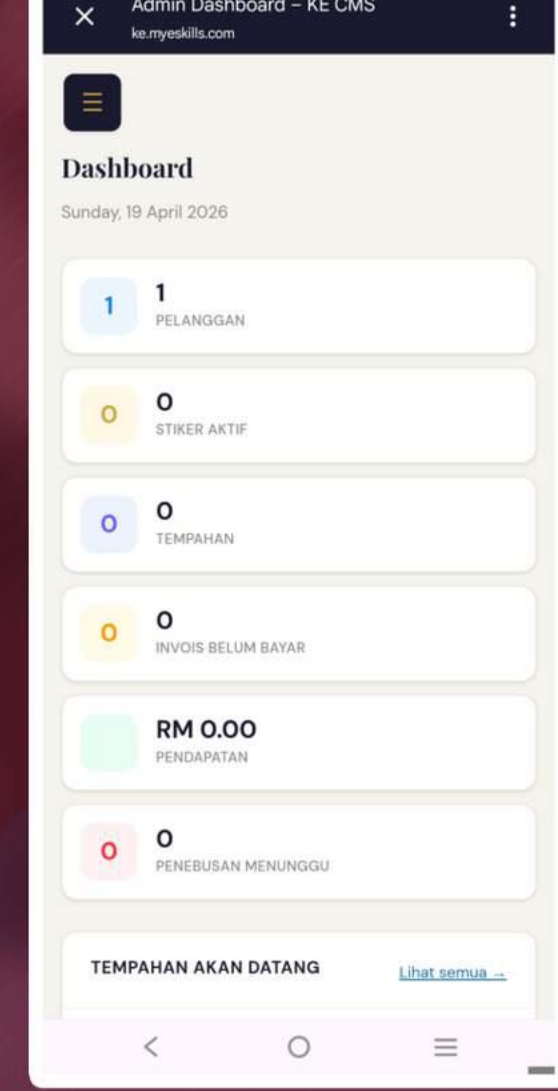 Admin Dashboard – KE CMS
ke.myeskills.com
Dashboard
Sunday, 19 April 2026
1
1
PELANGGAN
0
0
STIKER AKTIF
0
0
TEMPAHAN
0
0
INVOIS BELUM BAYAR
RM 0.00
PENDAPATAN
0
0
PENEBUSAN MENUNGGU
TEMPAHAN AKAN DATANG
Lihat semua →